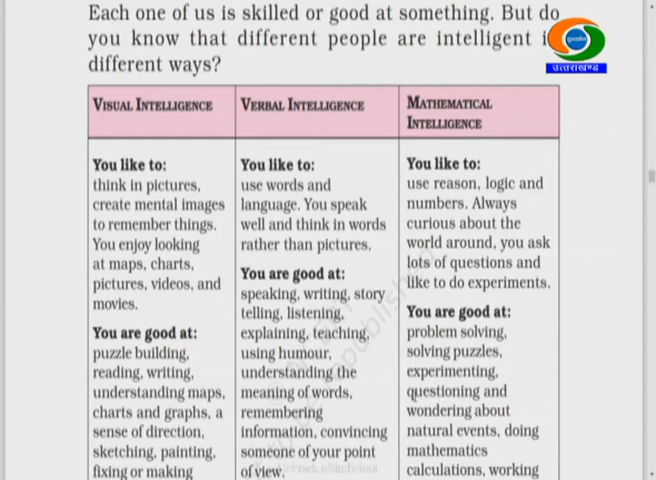 Each one of us is skilled or good at something. But do
you know that different people are intelligent
different ways?
उत्तराखण्ड
VISUAL INTELLIGENCE
You like to:
think in pictures,
create mental images
to remember things.
You enjoy looking
at maps, charts,
pictures, videos, and
movies.
You are good at:
puzzle building,
reading, writing,
understanding maps,
charts and graphs, a
sense of direction,
sketching, painting,
fixing or making
VERBAL INTELLIGENCE
You like to:
use words and
language. You speak
well and think in words
rather than pictures.
You are good at:
speaking, writing, story
telling, listening,
explaining, teaching,
using humour,
understanding the
meaning of words,
remembering
information, convincing
someone of your point
of view.
MATHEMATICAL
INTELLIGENCE
You like to:
use reason, logic and
numbers. Always
curious about the
world around, you ask
lots of questions and
like to do experiments.
You are good at:
problem solving,
solving puzzles,
experimenting,
questioning and
wondering about
natural events, doing
mathematics
calculations, working